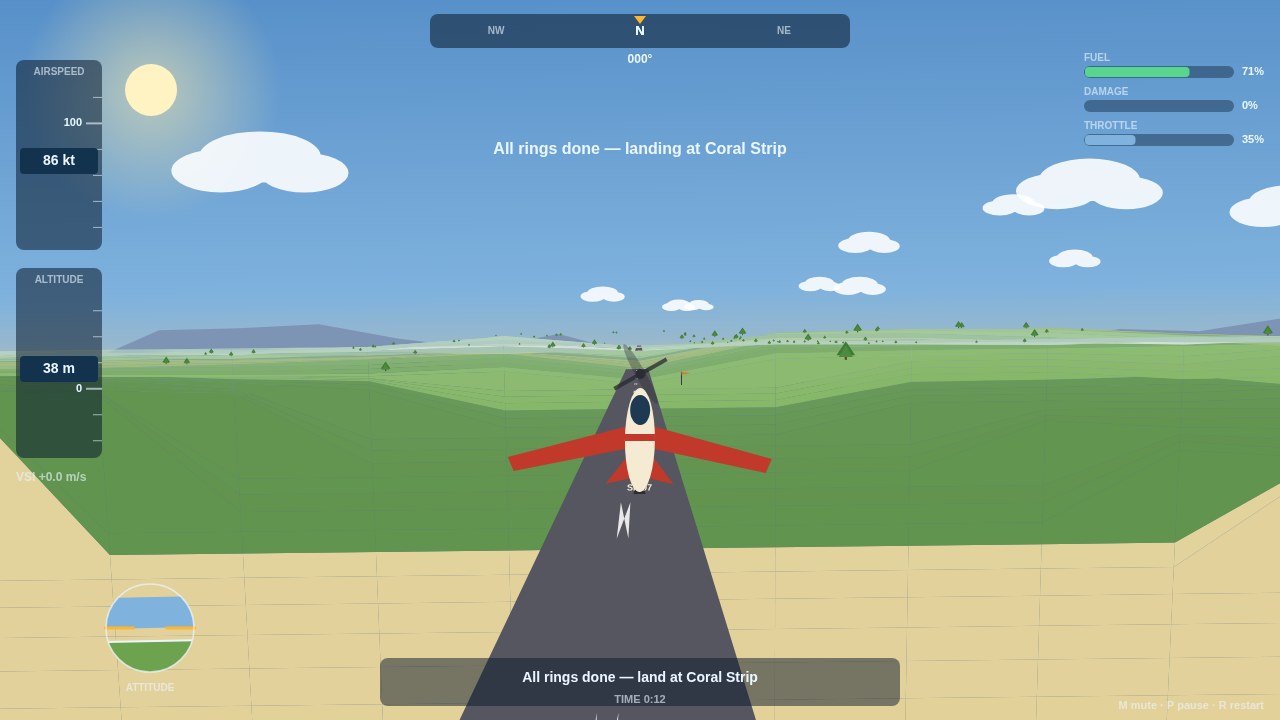 NW
N
NE
000°
AIRSPEED
100
86 kt
ALTITUDE
38 m
0
VSI +0.0 m/s
FUEL
71%
DAMAGE
0%
THROTTLE
35%
All rings done — landing at Coral Strip
ATTITUDE
All rings done — land at Coral Strip
TIME 0:12
M mute · P pause · R restart